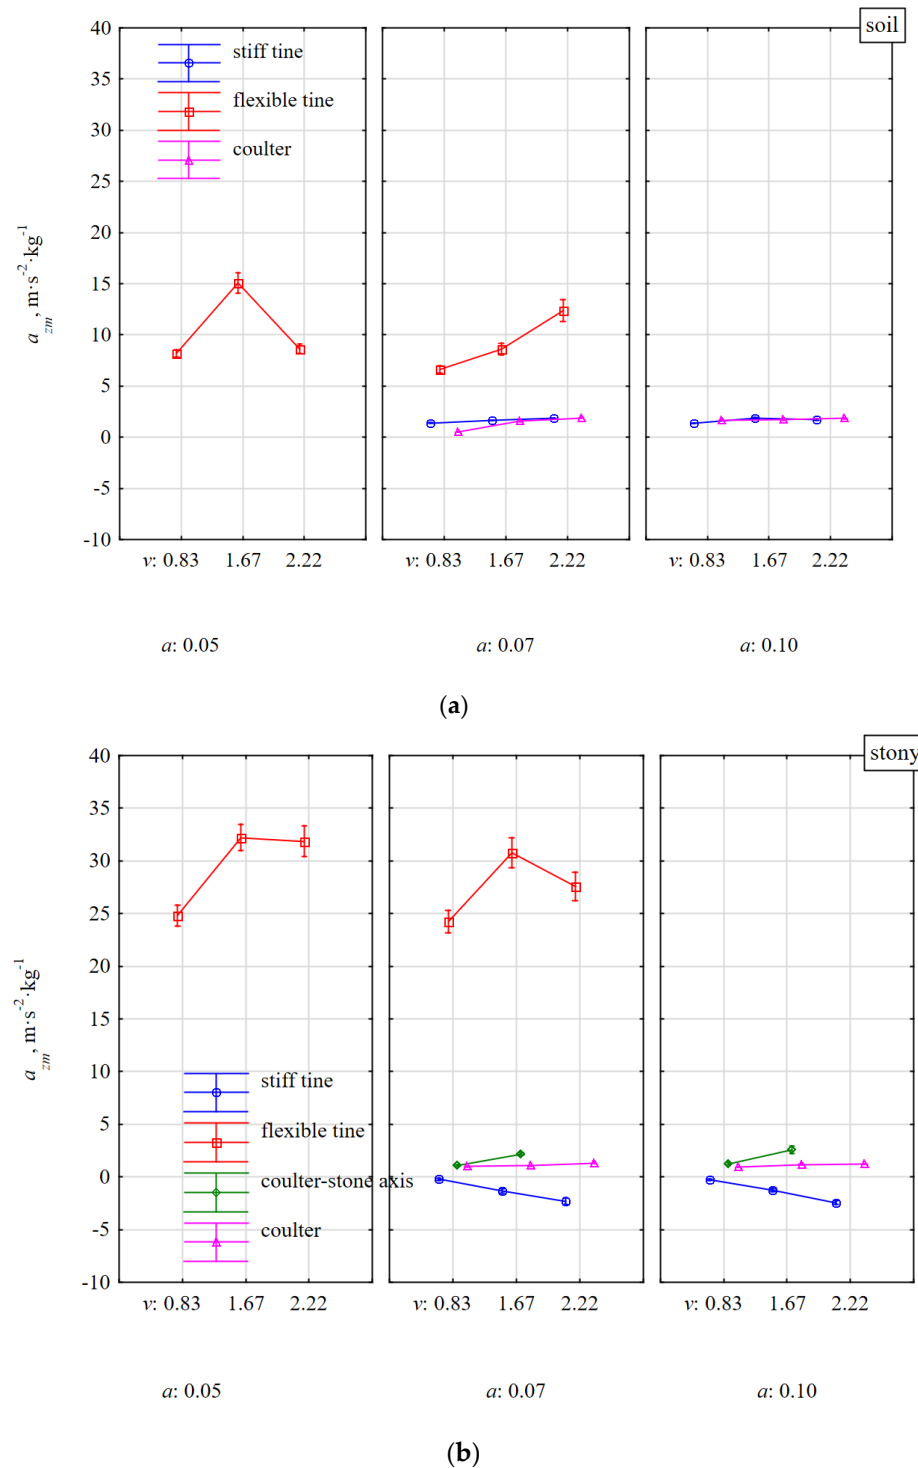 soil
40
35
30
25
20
15
10
5
0
-5
-10
a zm, m·s-2·kg-1
stiff tine
flexible tine
coulter
v: 0.83 1.67 2.22
v: 0.83 1.67 2.22
v: 0.83 1.67 2.22
a: 0.05
a: 0.07
a: 0.10
(a)
stony
40
35
30
25
20
15
10
5
0
-5
-10
a zm, m·s-2·kg-1
stiff tine
flexible tine
coulter-stone axis
coulter
v: 0.83 1.67 2.22
v: 0.83 1.67 2.22
v: 0.83 1.67 2.22
a: 0.05
a: 0.07
a: 0.10
(b)